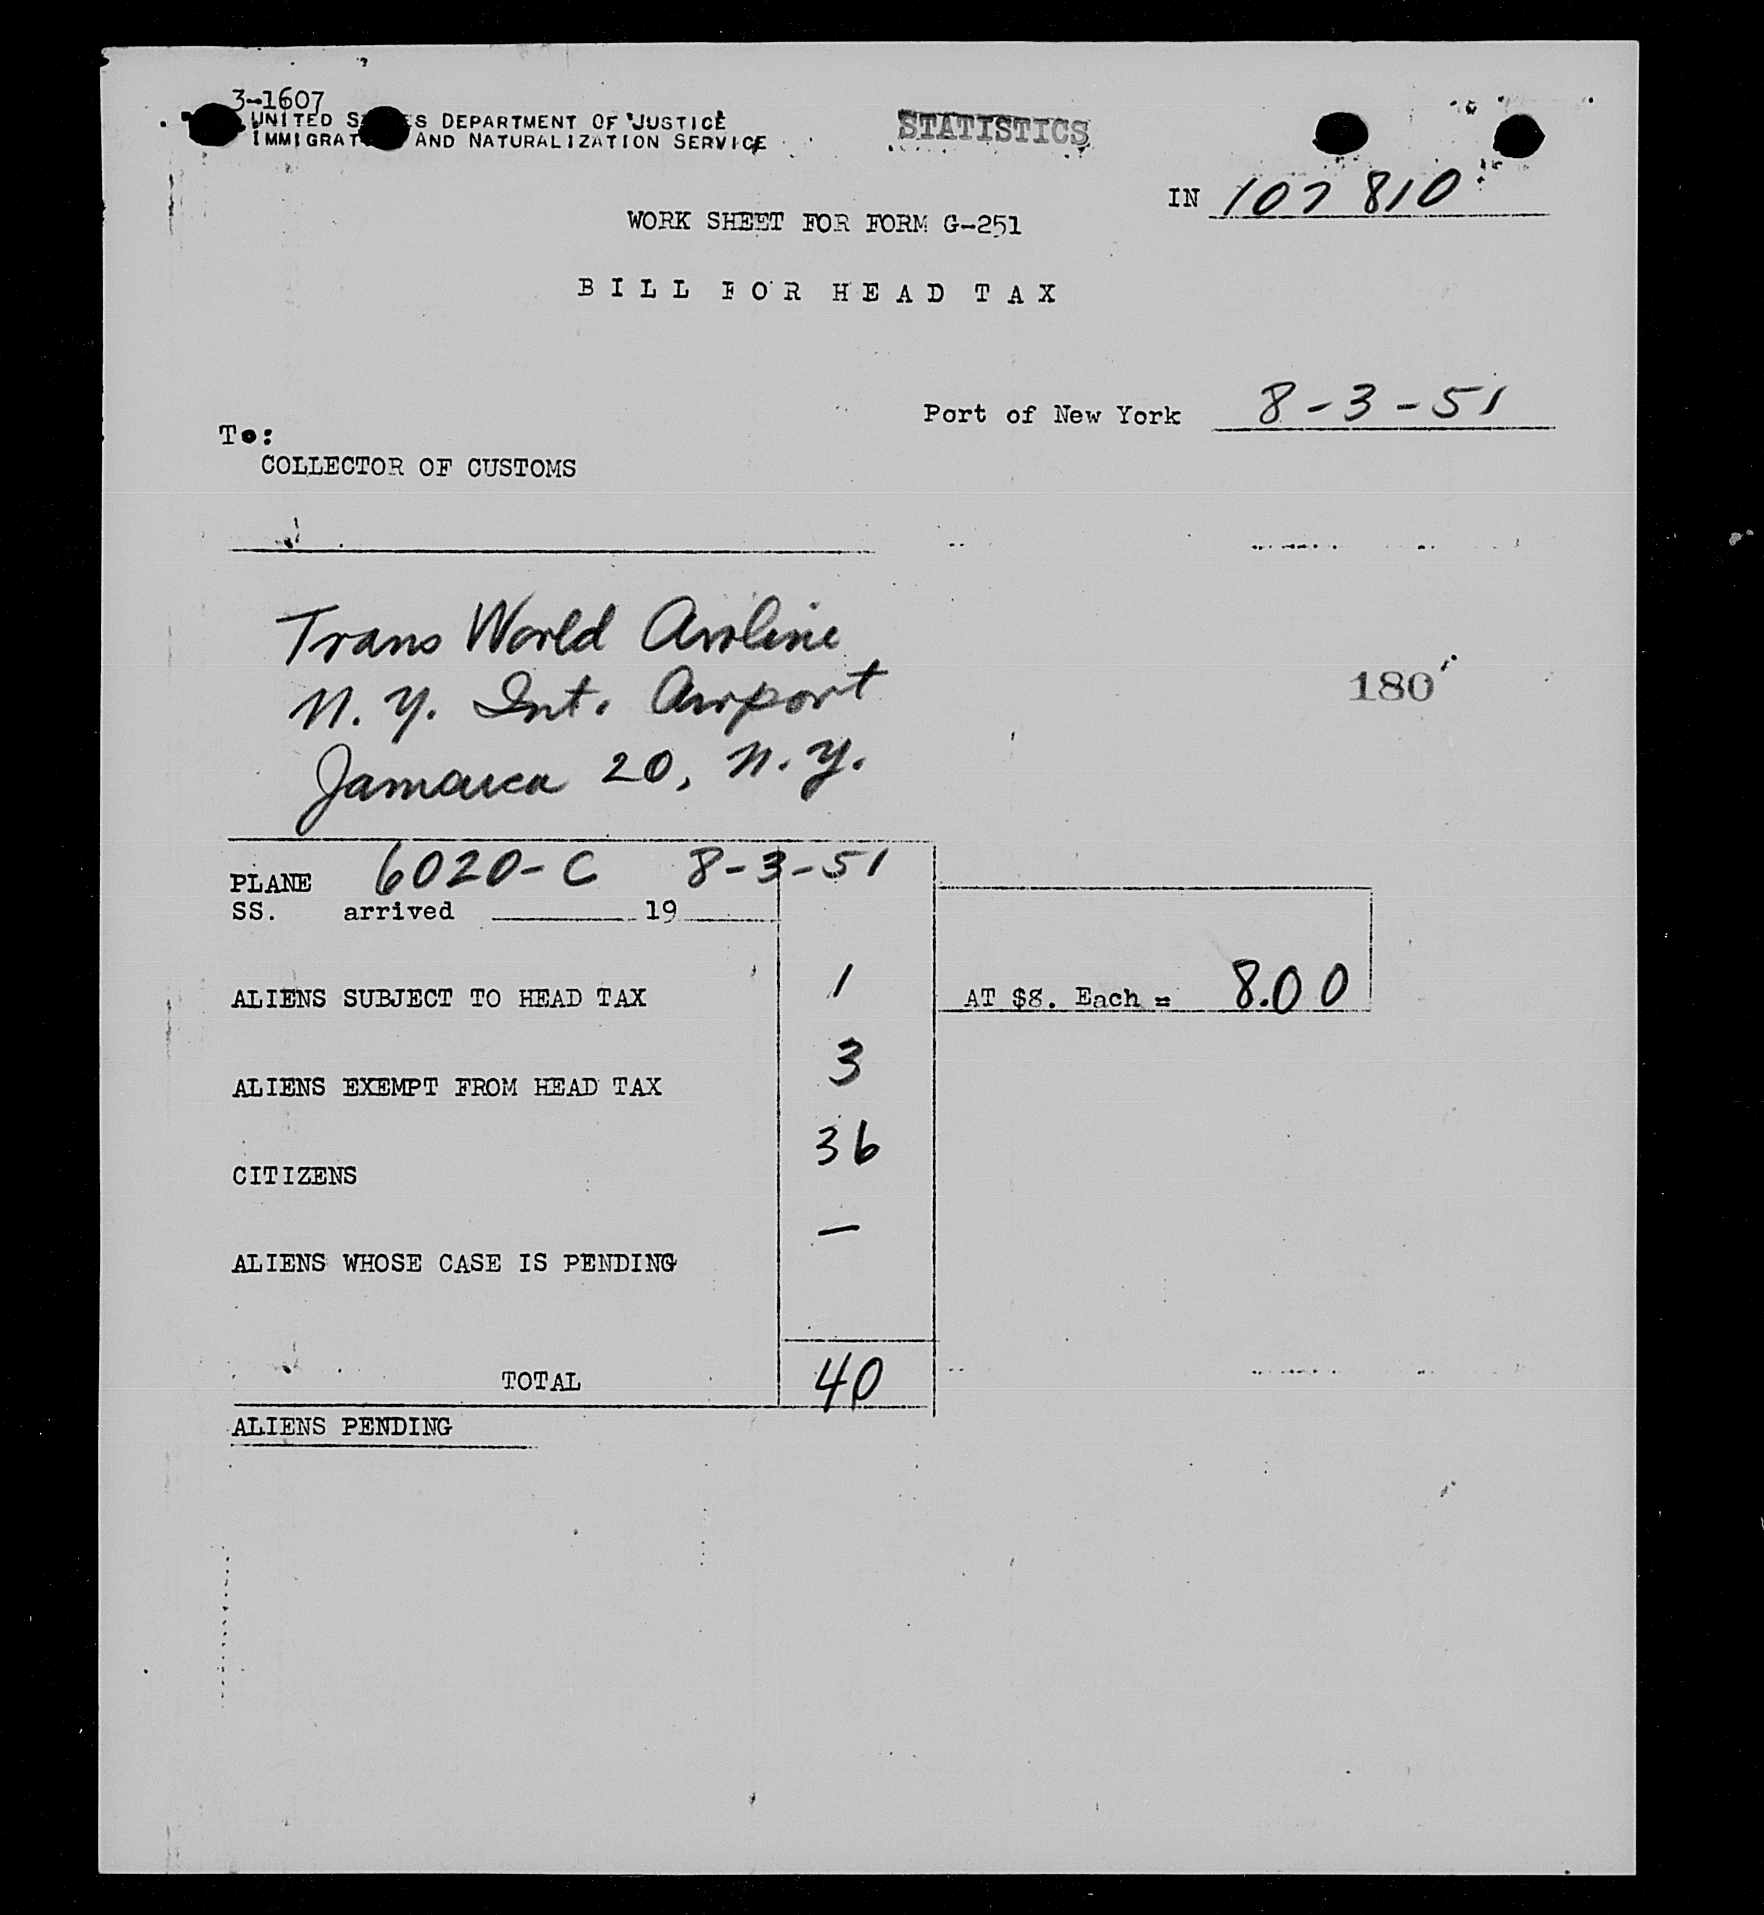 3-1607
UNITED S   ES DEPARTMENT OF JUSTICE
IMMIGRAT   AND NATURALIZATION SERVICE
STATISTICS
IN 107 810
WORK SHEET FOR FORM G-251
BILL FOR HEAD TAX
Port of New York 8-3-51
To:
COLLECTOR OF CUSTOMS
Trans World Airline
N. Y. Int. Airport
180
Jamaica 20, N. Y.
PLANE 6020-C 8-3-51
SS. arrived 19
ALIENS SUBJECT TO HEAD TAX 1 AT $8. Each = 8.00
ALIENS EXEMPT FROM HEAD TAX 3
CITIZENS 36
ALIENS WHOSE CASE IS PENDING —
TOTAL 40
ALIENS PENDING